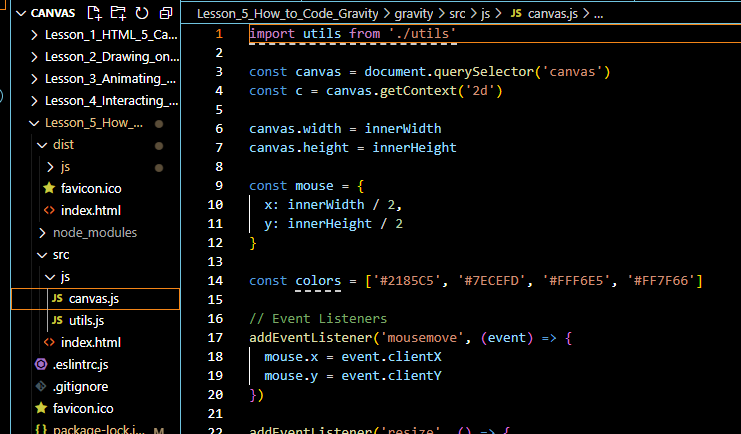 CANVAS
Lesson_1_HTML_5_Ca...
Lesson_2_Drawing_on...
Lesson_3_Animating_...
Lesson_4_Interacting_...
Lesson_5_How_...
dist
js
favicon.ico
index.html
node_modules
src
js
JS canvas.js
JS utils.js
index.html
.eslintrc.js
.gitignore
favicon.ico
{} package-lock.j... M
Lesson_5_How_to_Code_Gravity > gravity > src > js > JS canvas.js > ...
1 import utils from './utils'
2
3 const canvas = document.querySelector('canvas')
4 const c = canvas.getContext('2d')
5
6 canvas.width = innerWidth
7 canvas.height = innerHeight
8
9 const mouse = {
10 x: innerWidth / 2,
11 y: innerHeight / 2
12 }
13
14 const colors = ['#2185C5', '#7ECEFD', '#FFF6E5', '#FF7F66']
15
16 // Event Listeners
17 addEventListener('mousemove', (event) => {
18 mouse.x = event.clientX
19 mouse.y = event.clientY
20 })
21
22 addEventListener('resize', () => {